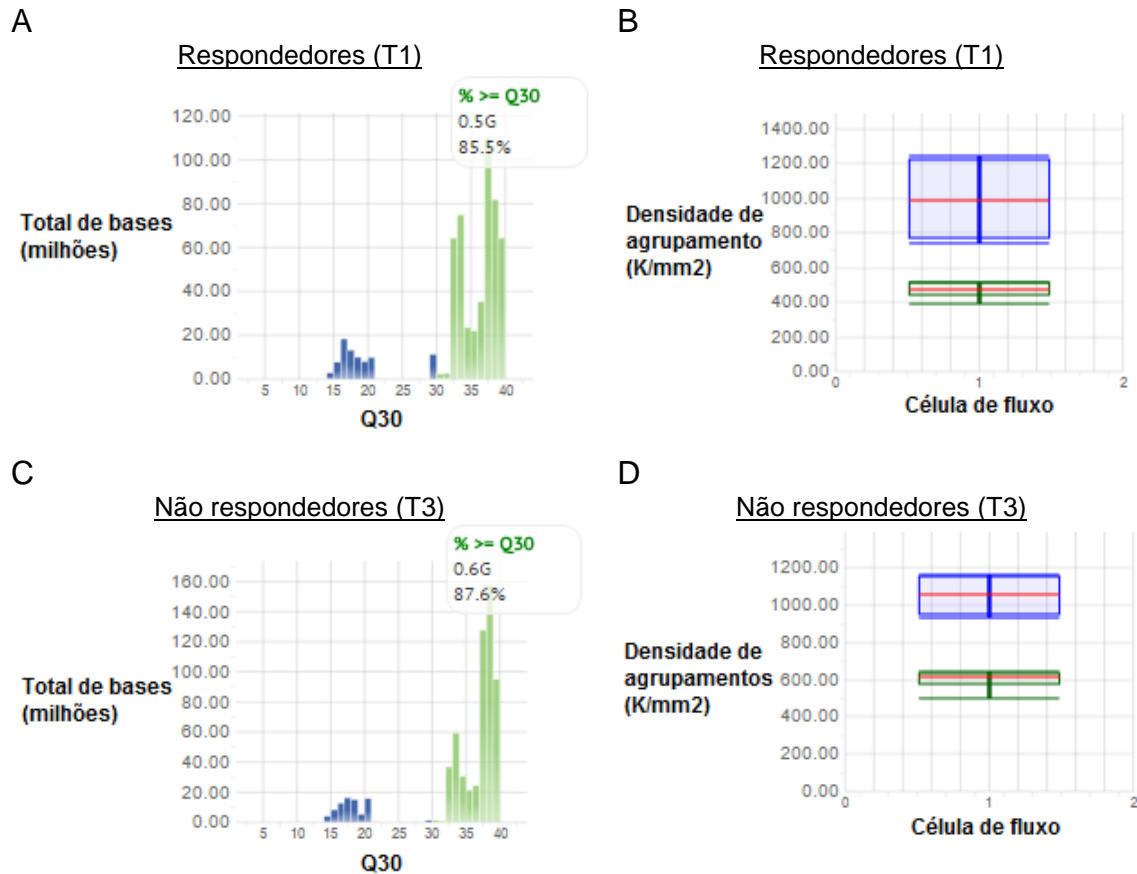 A
Respondedores (T1)
% >= Q30
0.5G
85.5%
120.00
100.00
80.00
60.00
40.00
20.00
0.00
Total de bases
(milhões)
5 10 15 20 25 30 35 40
Q30
B
Respondedores (T1)
1400.00
1200.00
1000.00
800.00
600.00
400.00
200.00
0.00
Densidade de
agrupamento
(K/mm2)
0 1 2
Célula de fluxo
C
Não respondedores (T3)
% >= Q30
0.6G
87.6%
160.00
140.00
120.00
100.00
80.00
60.00
40.00
20.00
0.00
Total de bases
(milhões)
5 10 15 20 25 30 35 40
Q30
D
Não respondedores (T3)
1200.00
1000.00
800.00
600.00
400.00
200.00
0.00
Densidade de
agrupamentos
(K/mm2)
0 1 2
Célula de fluxo